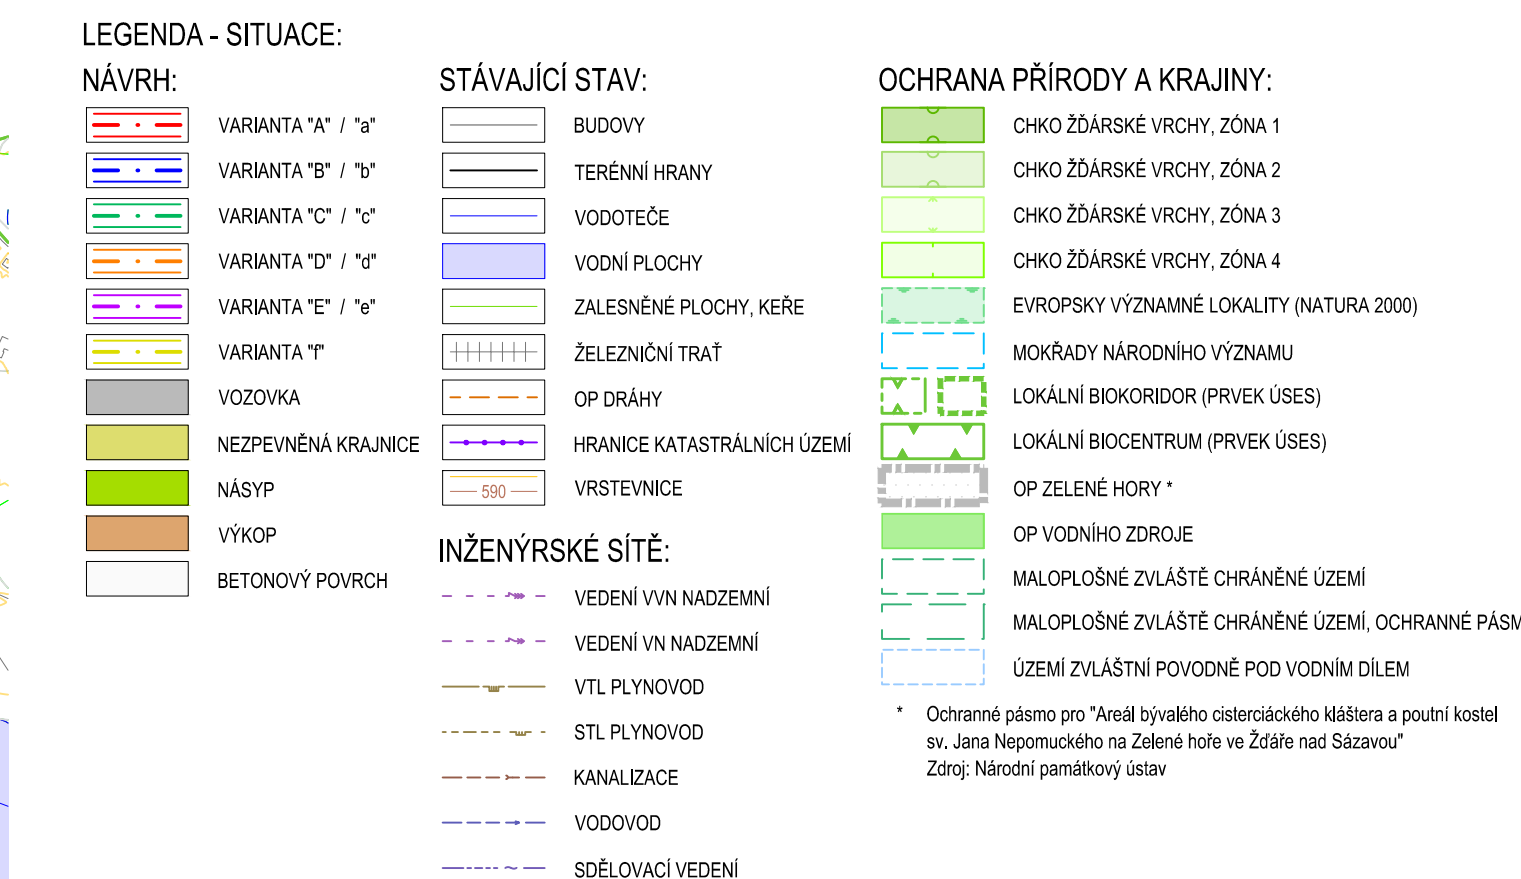 LEGENDA - SITUACE:
NÁVRH:
VARIANTA "A" / "a"
VARIANTA "B" / "b"
VARIANTA "C" / "c"
VARIANTA "D" / "d"
VARIANTA "E" / "e"
VARIANTA "f"
VOZOVKA
NEZPEVNĚNÁ KRAJNICE
NÁSYP
VÝKOP
BETONOVÝ POVRCH
STÁVAJÍCÍ STAV:
BUDOVY
TERÉNNÍ HRANY
VODOTEČE
VODNÍ PLOCHY
ZALESNĚNÉ PLOCHY, KEŘE
ŽELEZNIČNÍ TRAŤ
OP DRÁHY
HRANICE KATASTRÁLNÍCH ÚZEMÍ
590
VRSTEVNICE
INŽENÝRSKÉ SÍTĚ:
VEDENÍ VVN NADZEMNÍ
VEDENÍ VN NADZEMNÍ
VTL PLYNOVOD
STL PLYNOVOD
KANALIZACE
VODOVOD
SDĚLOVACÍ VEDENÍ
OCHRANA PŘÍRODY A KRAJINY:
CHKO ŽĎÁRSKÉ VRCHY, ZÓNA 1
CHKO ŽĎÁRSKÉ VRCHY, ZÓNA 2
CHKO ŽĎÁRSKÉ VRCHY, ZÓNA 3
CHKO ŽĎÁRSKÉ VRCHY, ZÓNA 4
EVROPSKY VÝZNAMNÉ LOKALITY (NATURA 2000)
MOKŘADY NÁRODNÍHO VÝZNAMU
LOKÁLNÍ BIOKORIDOR (PRVEK ÚSES)
LOKÁLNÍ BIOCENTRUM (PRVEK ÚSES)
OP ZELENÉ HORY *
OP VODNÍHO ZDROJE
MALOPLOŠNÉ ZVLÁŠTĚ CHRÁNĚNÉ ÚZEMÍ
MALOPLOŠNÉ ZVLÁŠTĚ CHRÁNĚNÉ ÚZEMÍ, OCHRANNÉ PÁSM
ÚZEMÍ ZVLÁŠTNÍ POVODNĚ POD VODNÍM DÍLEM
* Ochranné pásmo pro "Areál bývalého cisterciáckého kláštera a poutní kostel
sv. Jana Nepomuckého na Zelené hoře ve Žďáře nad Sázavou"
Zdroj: Národní památkový ústav